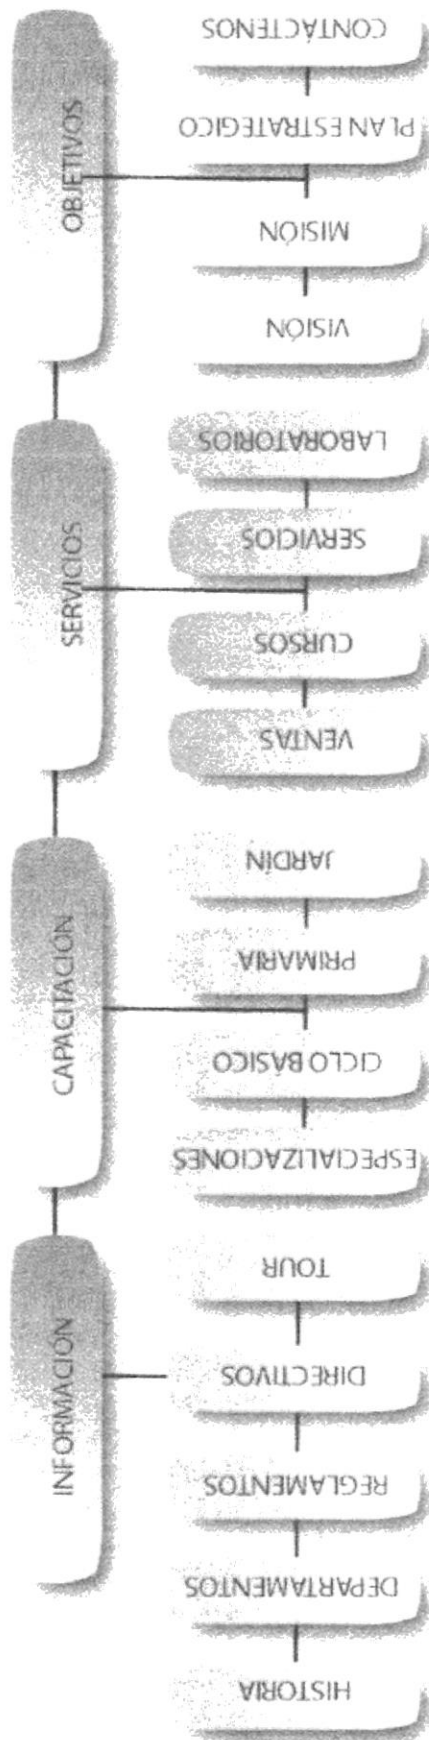 INFORMACIÓN
HISTORIA
DEPARTAMENTOS
REGLAMENTOS
DIRECTIVOS
TOUR
CAPACITACIÓN
ESPECIALIZACIONES
CICLO BÁSICO
PRIMARIA
JARDÍN
SERVICIOS
VENTAS
CURSOS
SERVICIOS
LABORATORIOS
OBJETIVOS
VISIÓN
MISIÓN
PLAN ESTRATEGICO
CONTÁCTENOS